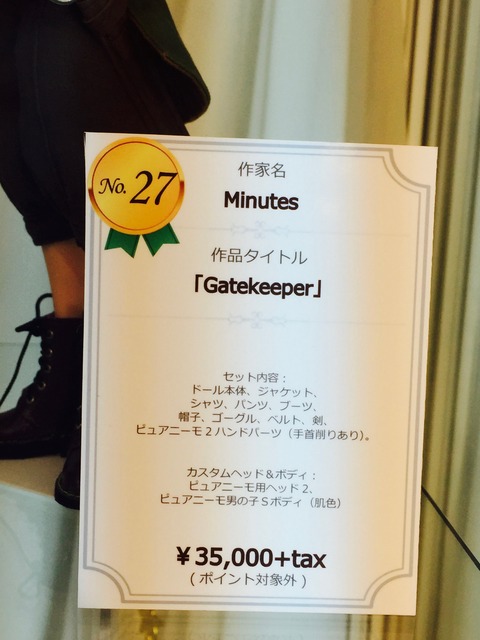 No. 27
作家名
Minutes
作品タイトル
「Gatekeeper」
セット内容：
ドール本体、ジャケット、
シャツ、パンツ、ブーツ、
帽子、ゴーグル、ベルト、剣、
ピュアニーモ2ハンドパーツ（手首削りあり）。
カスタムヘッド＆ボディ：
ピュアニーモ用ヘッド2、
ピュアニーモ男の子Sボディ（肌色）
￥35,000+tax
(ポイント対象外)